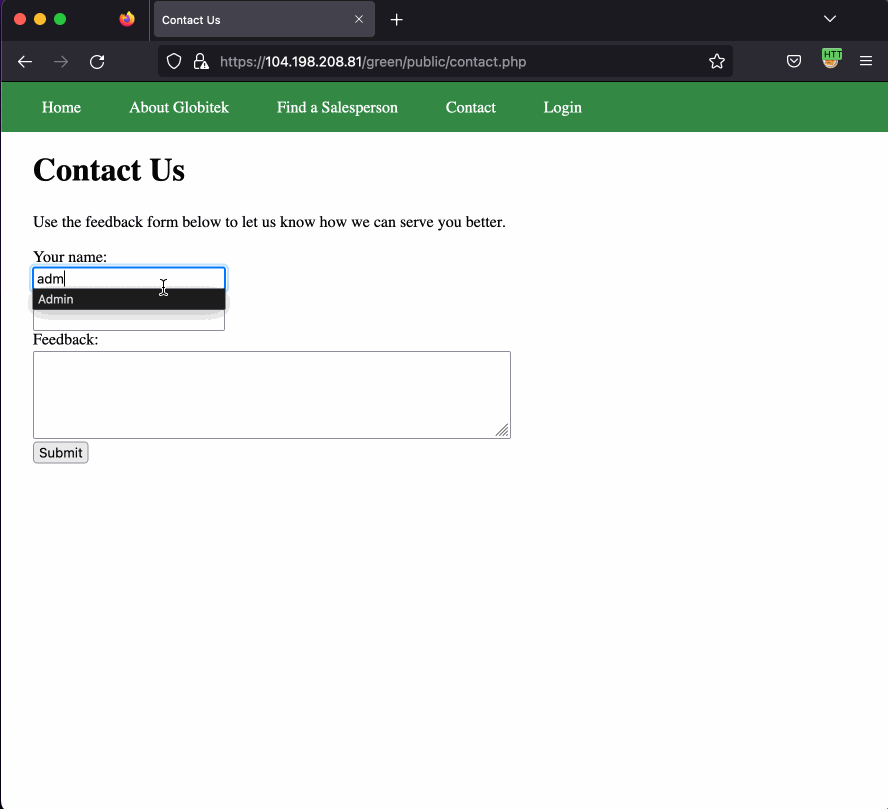 Contact Us
https://104.198.208.81/green/public/contact.php
HTT
Home About Globitek Find a Salesperson Contact Login
Contact Us
Use the feedback form below to let us know how we can serve you better.
Your name:
adm
Admin
Feedback:
Submit